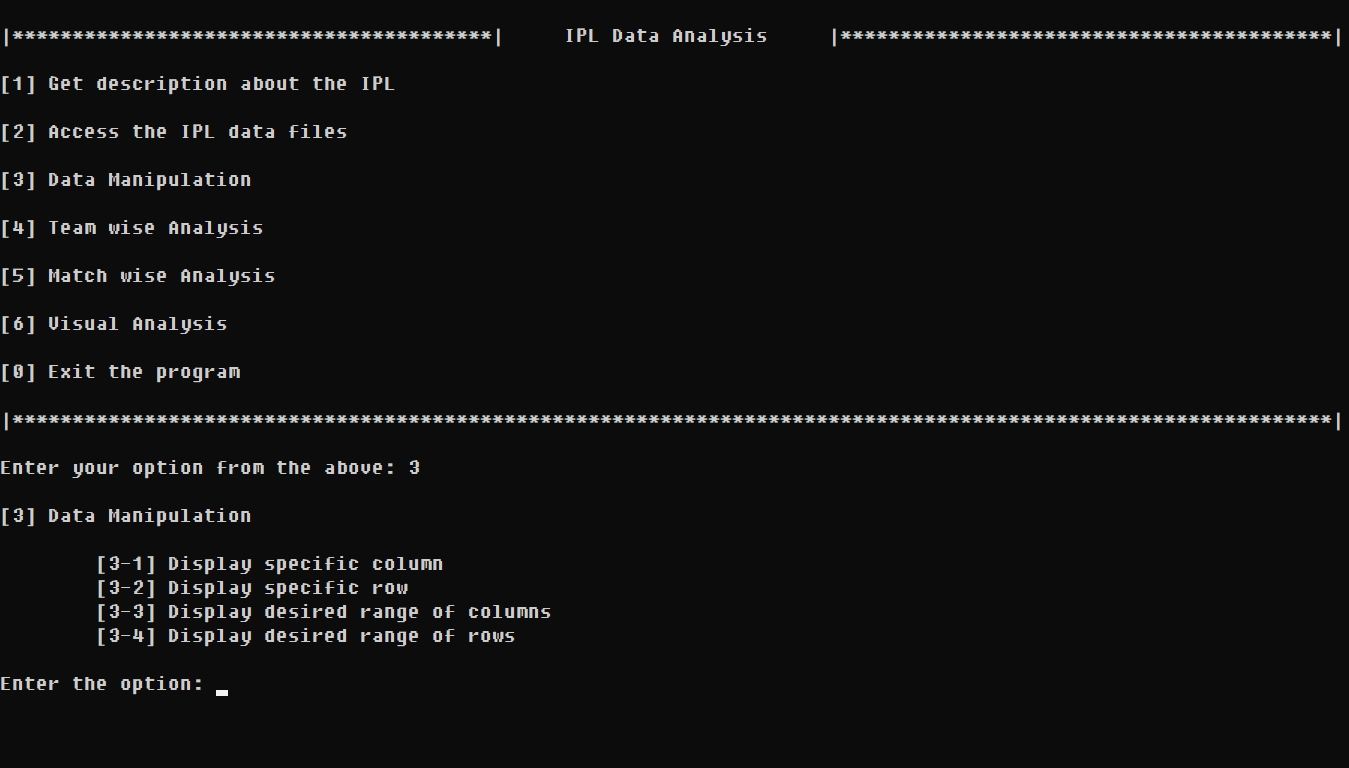 |****************************************|     IPL Data Analysis     |*****************************************|
[1] Get description about the IPL
[2] Access the IPL data files
[3] Data Manipulation
[4] Team wise Analysis
[5] Match wise Analysis
[6] Visual Analysis
[0] Exit the program
|**************************************************************************************************************|
Enter your option from the above: 3
[3] Data Manipulation
[3-1] Display specific column
[3-2] Display specific row
[3-3] Display desired range of columns
[3-4] Display desired range of rows
Enter the option: _